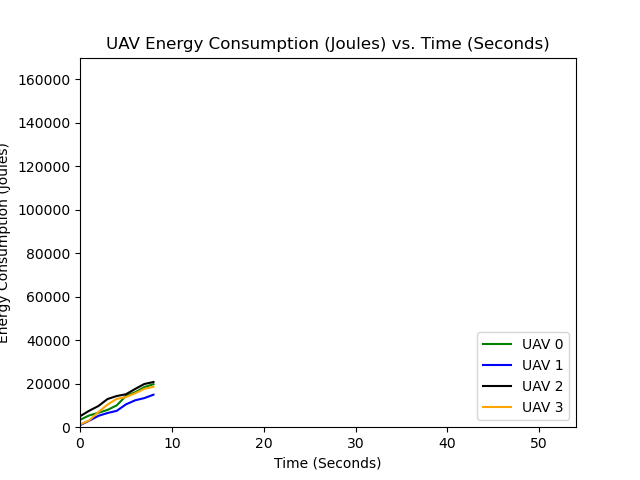 UAV Energy Consumption (Joules) vs. Time (Seconds)
160000
140000
120000
100000
80000
60000
40000
20000
0
Energy Consumption (Joules)
0 10 20 30 40 50
Time (Seconds)
UAV 0
UAV 1
UAV 2
UAV 3